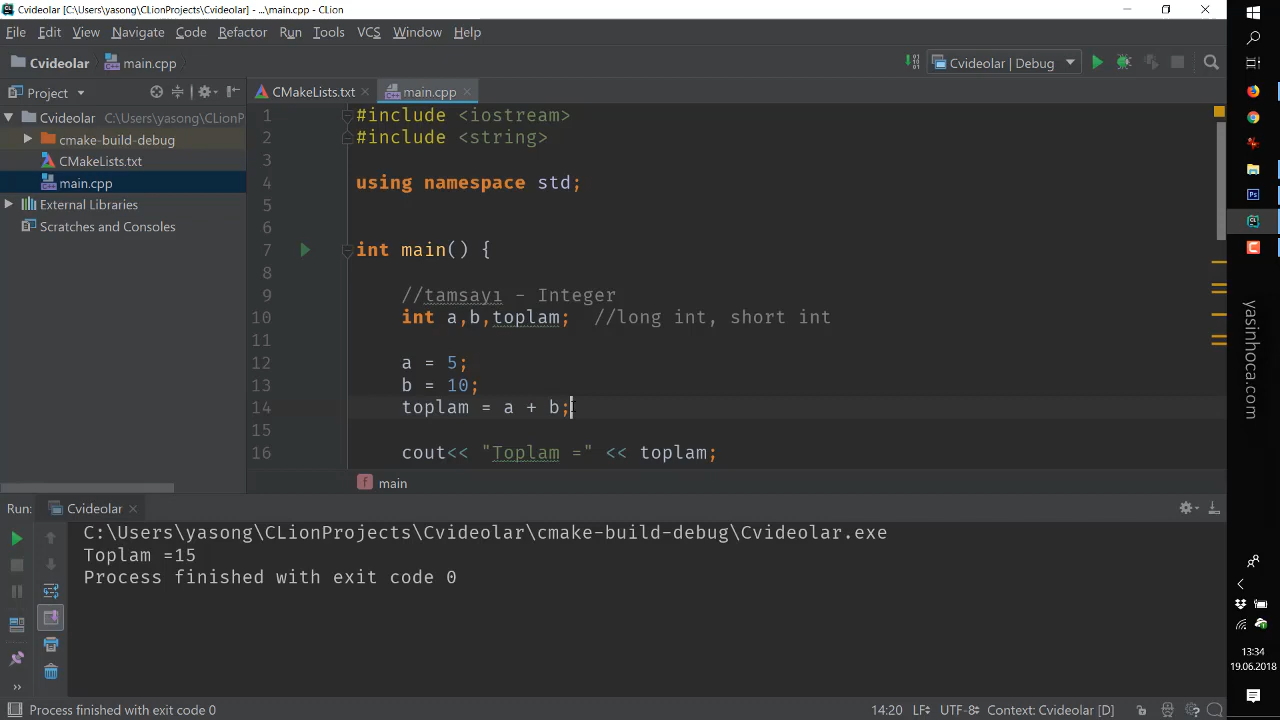 Cvideolar [C:\Users\yasong\CLionProjects\Cvideolar] - ...\main.cpp - CLion
File Edit View Navigate Code Refactor Run Tools VCS Window Help
Cvideolar main.cpp
Cvideolar | Debug
Project
CMakeLists.txt main.cpp
Cvideolar C:\Users\yasong\CLionP
cmake-build-debug
CMakeLists.txt
main.cpp
External Libraries
Scratches and Consoles
1 #include <iostream>
2 #include <string>
3
4 using namespace std;
5
6
7 int main() {
8
9 //tamsayı - Integer
10 int a,b,toplam; //long int, short int
11
12 a = 5;
13 b = 10;
14 toplam = a + b;
15
16 cout<< "Toplam =" << toplam;
main
Run: Cvideolar
C:\Users\yasong\CLionProjects\Cvideolar\cmake-build-debug\Cvideolar.exe
Toplam =15
Process finished with exit code 0
Process finished with exit code 0
14:20 LF UTF-8 Context: Cvideolar [D]
yasinhoca.com
13:34
19.06.2018